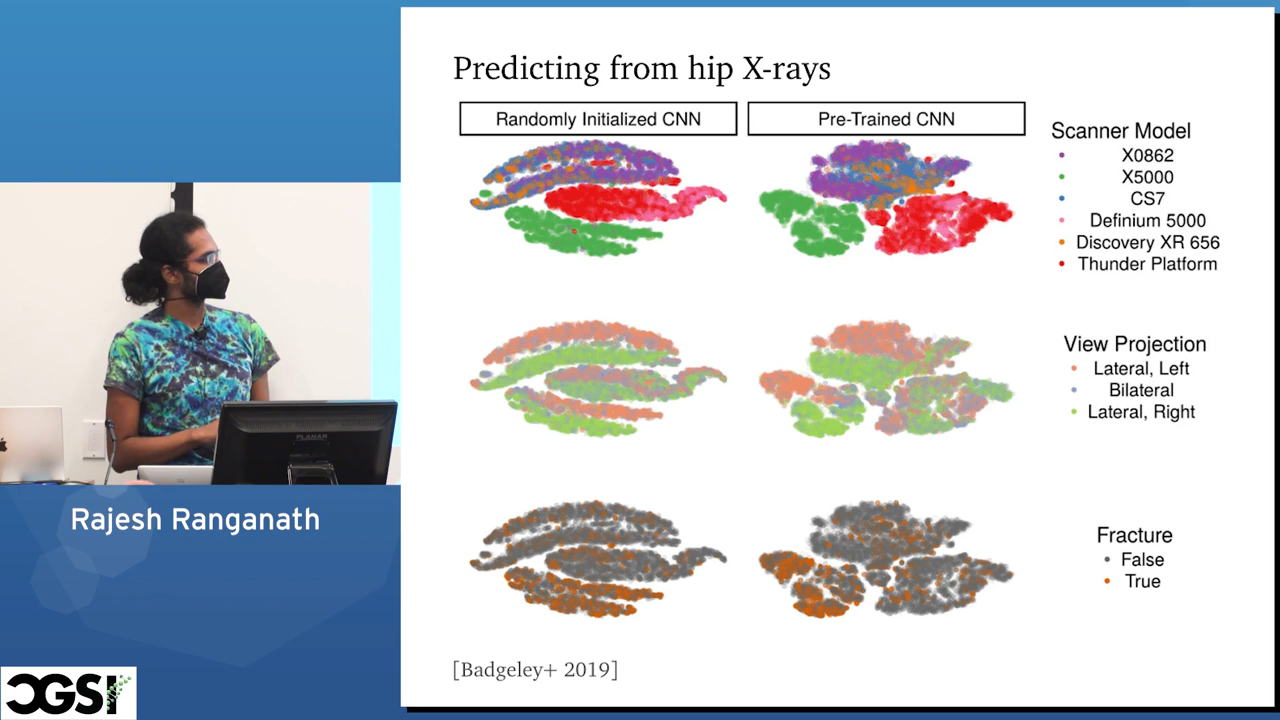 Predicting from hip X-rays
Randomly Initialized CNN
Pre-Trained CNN
Scanner Model
X0862
X5000
CS7
Definium 5000
Discovery XR 656
Thunder Platform
View Projection
Lateral, Left
Bilateral
Lateral, Right
Fracture
False
True
[Badgeley+ 2019]
PLANAR
Rajesh Ranganath
CGSI